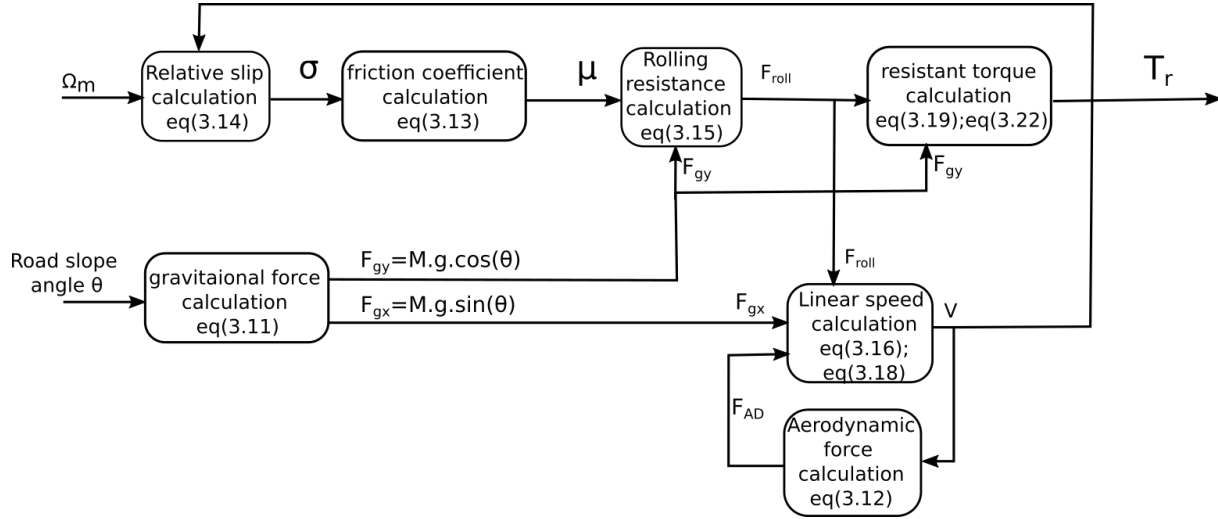 Ωm
Relative slip
calculation
eq(3.14)
σ
friction coefficient
calculation
eq(3.13)
μ
Rolling
resistance
calculation
eq(3.15)
Froll
resistant torque
calculation
eq(3.19);eq(3.22)
Tr
Fgy
Fgy
Road slope
angle θ
gravitaional force
calculation
eq(3.11)
Fgy=M.g.cos(θ)
Fgx=M.g.sin(θ)
Froll
Fgx
Linear speed
calculation
eq(3.16);
eq(3.18)
V
FAD
Aerodynamic
force
calculation
eq(3.12)